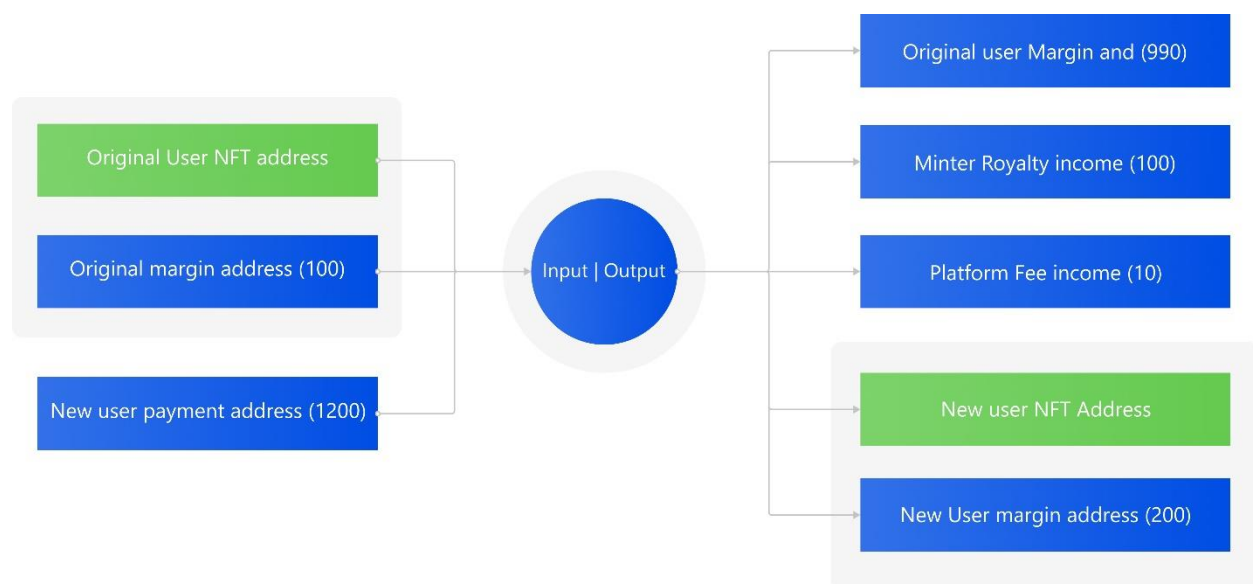 Original User NFT address
Original margin address (100)
New user payment address (1200)
Input | Output
Original user Margin and (990)
Minter Royalty income (100)
Platform Fee income (10)
New user NFT Address
New User margin address (200)